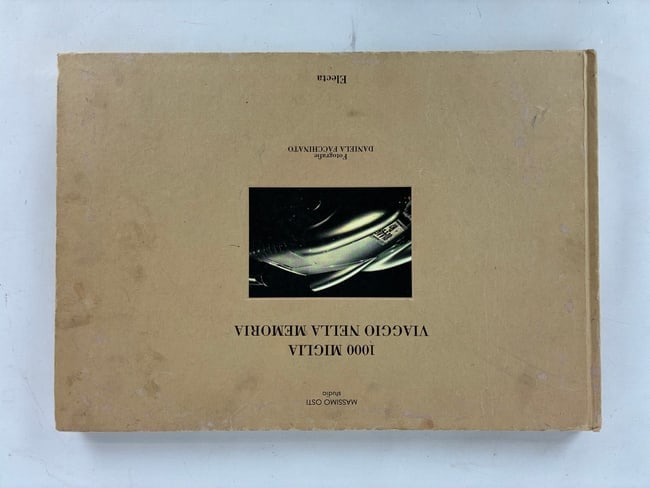 MASSIMO OSTI
studio
1000 MIGLIA
VIAGGIO NELLA MEMORIA
Fotografie
DANIELA FACCHINATO
Electa